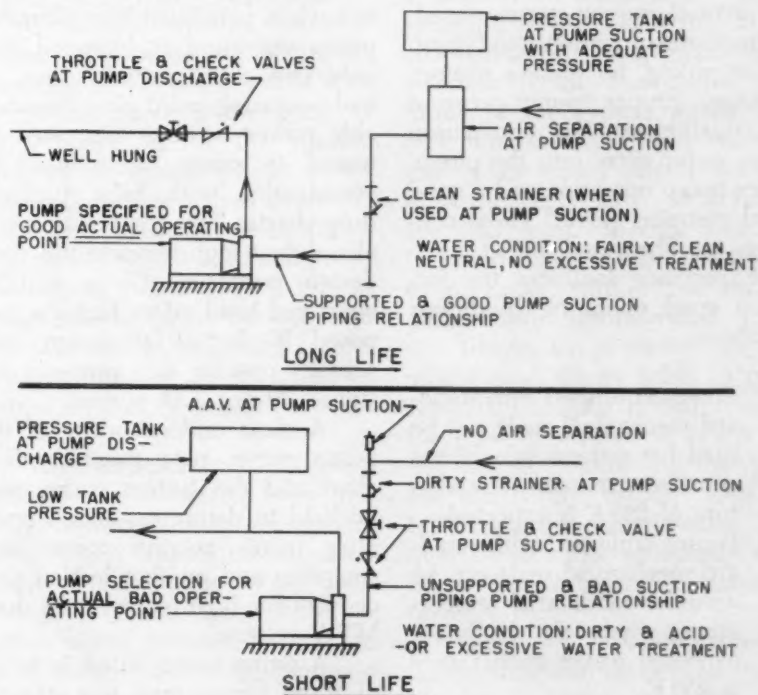 PRESSURE TANK
AT PUMP SUCTION
WITH ADEQUATE
PRESSURE
THROTTLE & CHECK VALVES
AT PUMP DISCHARGE
AIR SEPARATION
AT PUMP SUCTION
WELL HUNG
CLEAN STRAINER (WHEN
USED AT PUMP SUCTION)
PUMP SPECIFIED FOR
GOOD ACTUAL OPERATING
POINT
WATER CONDITION: FAIRLY CLEAN,
NEUTRAL, NO EXCESSIVE TREATMENT
SUPPORTED & GOOD PUMP SUCTION
PIPING RELATIONSHIP
LONG LIFE
A.A.V. AT PUMP SUCTION
PRESSURE TANK
AT PUMP DIS-
CHARGE
NO AIR SEPARATION
DIRTY STRAINER AT PUMP SUCTION
LOW TANK
PRESSURE
THROTTLE & CHECK VALVE
AT PUMP SUCTION
PUMP SELECTION FOR
ACTUAL BAD OPER-
ATING POINT
UNSUPPORTED & BAD SUCTION
PIPING PUMP RELATIONSHIP
WATER CONDITION: DIRTY & ACID
-OR EXCESSIVE WATER TREATMENT
SHORT LIFE